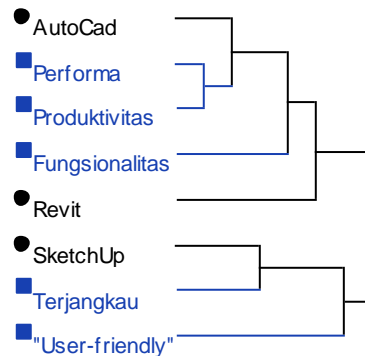 AutoCad
Performa
Produktivitas
Fungsionalitas
Revit
SketchUp
Terjangkau
"User-friendly"